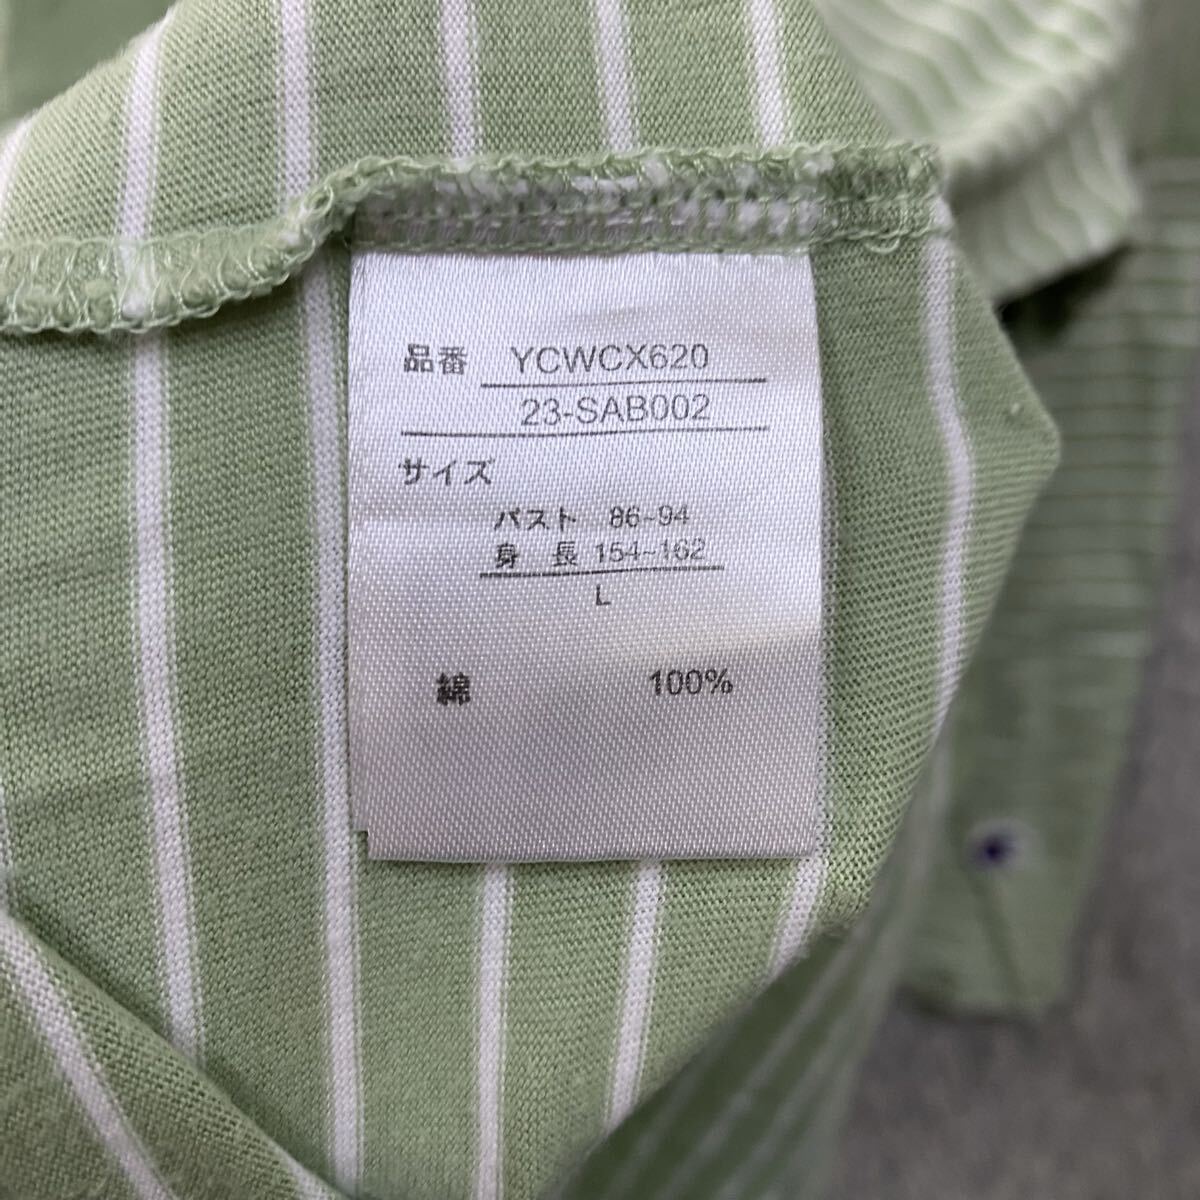 品番 YCWCX620
23-SAB002
サイズ
バスト 86~94
身 長 154~162
L
綿 100%